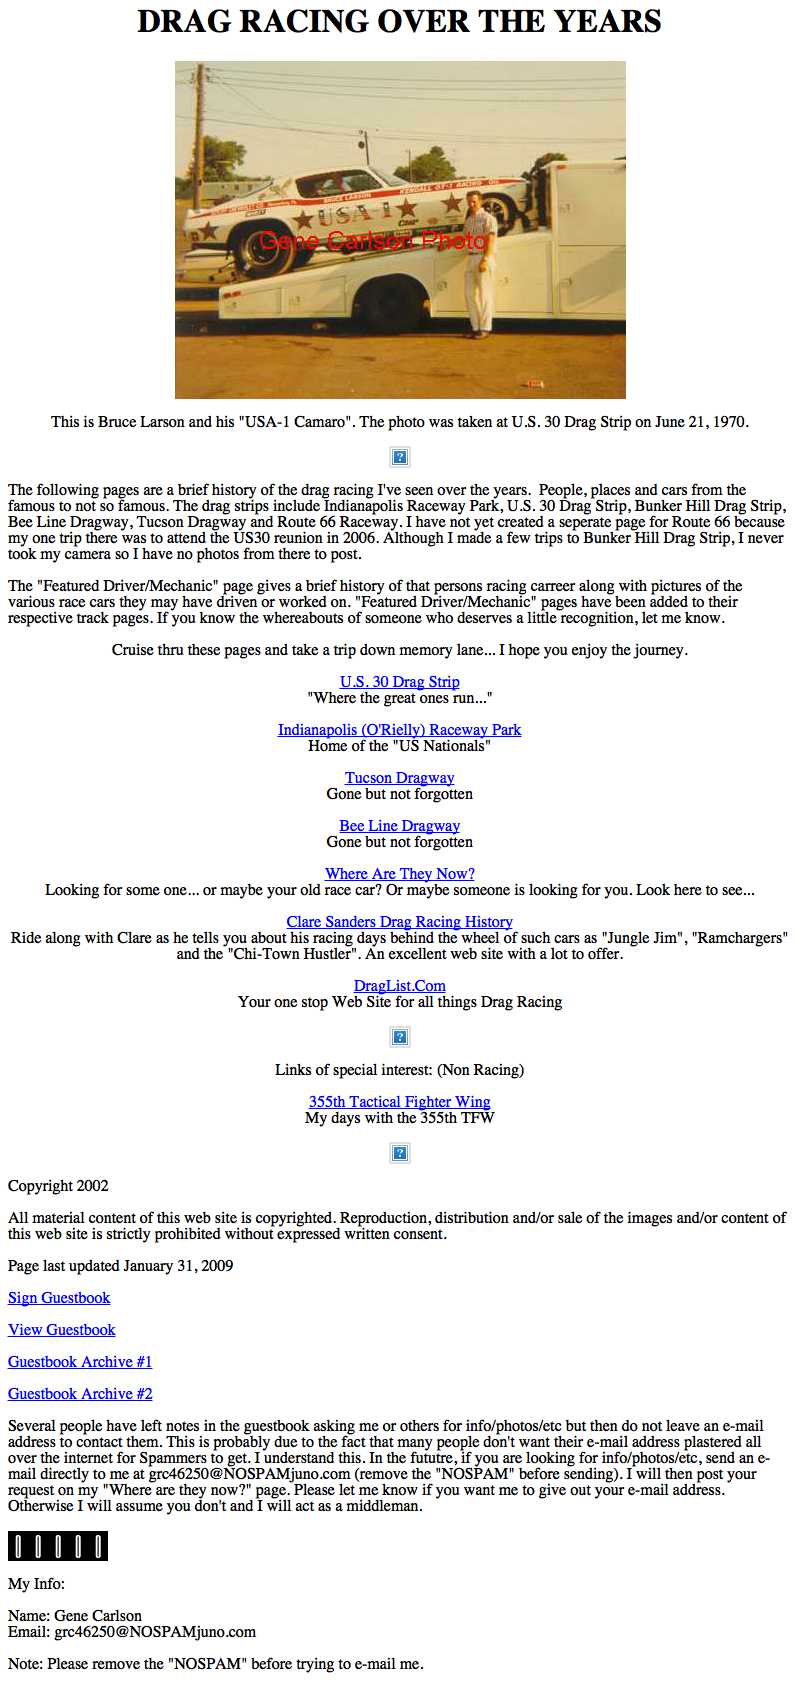 DRAG RACING OVER THE YEARS
BRUCE LARSON
KENDALL GT-1 RACING OIL
USA-1
Gene Carlson Photo
This is Bruce Larson and his "USA-1 Camaro". The photo was taken at U.S. 30 Drag Strip on June 21, 1970.
The following pages are a brief history of the drag racing I've seen over the years.  People, places and cars from the
famous to not so famous. The drag strips include Indianapolis Raceway Park, U.S. 30 Drag Strip, Bunker Hill Drag Strip,
Bee Line Dragway, Tucson Dragway and Route 66 Raceway. I have not yet created a seperate page for Route 66 because
my one trip there was to attend the US30 reunion in 2006. Although I made a few trips to Bunker Hill Drag Strip, I never
took my camera so I have no photos from there to post.
The "Featured Driver/Mechanic" page gives a brief history of that persons racing carreer along with pictures of the
various race cars they may have driven or worked on. "Featured Driver/Mechanic" pages have been added to their
respective track pages. If you know the whereabouts of someone who deserves a little recognition, let me know.
Cruise thru these pages and take a trip down memory lane... I hope you enjoy the journey.
U.S. 30 Drag Strip
"Where the great ones run..."
Indianapolis (O'Rielly) Raceway Park
Home of the "US Nationals"
Tucson Dragway
Gone but not forgotten
Bee Line Dragway
Gone but not forgotten
Where Are They Now?
Looking for some one... or maybe your old race car? Or maybe someone is looking for you. Look here to see...
Clare Sanders Drag Racing History
Ride along with Clare as he tells you about his racing days behind the wheel of such cars as "Jungle Jim", "Ramchargers"
and the "Chi-Town Hustler". An excellent web site with a lot to offer.
DragList.Com
Your one stop Web Site for all things Drag Racing
Links of special interest: (Non Racing)
355th Tactical Fighter Wing
My days with the 355th TFW
Copyright 2002
All material content of this web site is copyrighted. Reproduction, distribution and/or sale of the images and/or content of
this web site is strictly prohibited without expressed written consent.
Page last updated January 31, 2009
Sign Guestbook
View Guestbook
Guestbook Archive #1
Guestbook Archive #2
Several people have left notes in the guestbook asking me or others for info/photos/etc but then do not leave an e-mail
address to contact them. This is probably due to the fact that many people don't want their e-mail address plastered all
over the internet for Spammers to get. I understand this. In the fututre, if you are looking for info/photos/etc, send an e-
mail directly to me at grc46250@NOSPAMjuno.com (remove the "NOSPAM" before sending). I will then post your
request on my "Where are they now?" page. Please let me know if you want me to give out your e-mail address.
Otherwise I will assume you don't and I will act as a middleman.
00000
My Info:
Name: Gene Carlson
Email: grc46250@NOSPAMjuno.com
Note: Please remove the "NOSPAM" before trying to e-mail me.